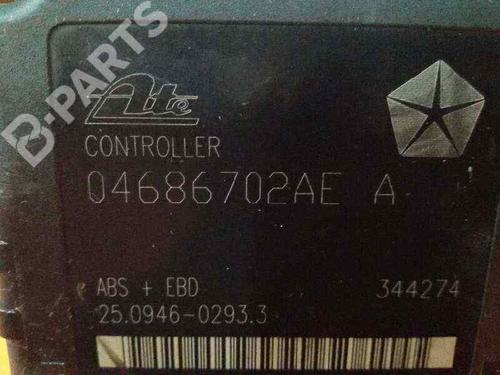 B-PARTS
Ate
CONTROLLER
04686702AE A
ABS + EBD 344274
25.0946-0293.3